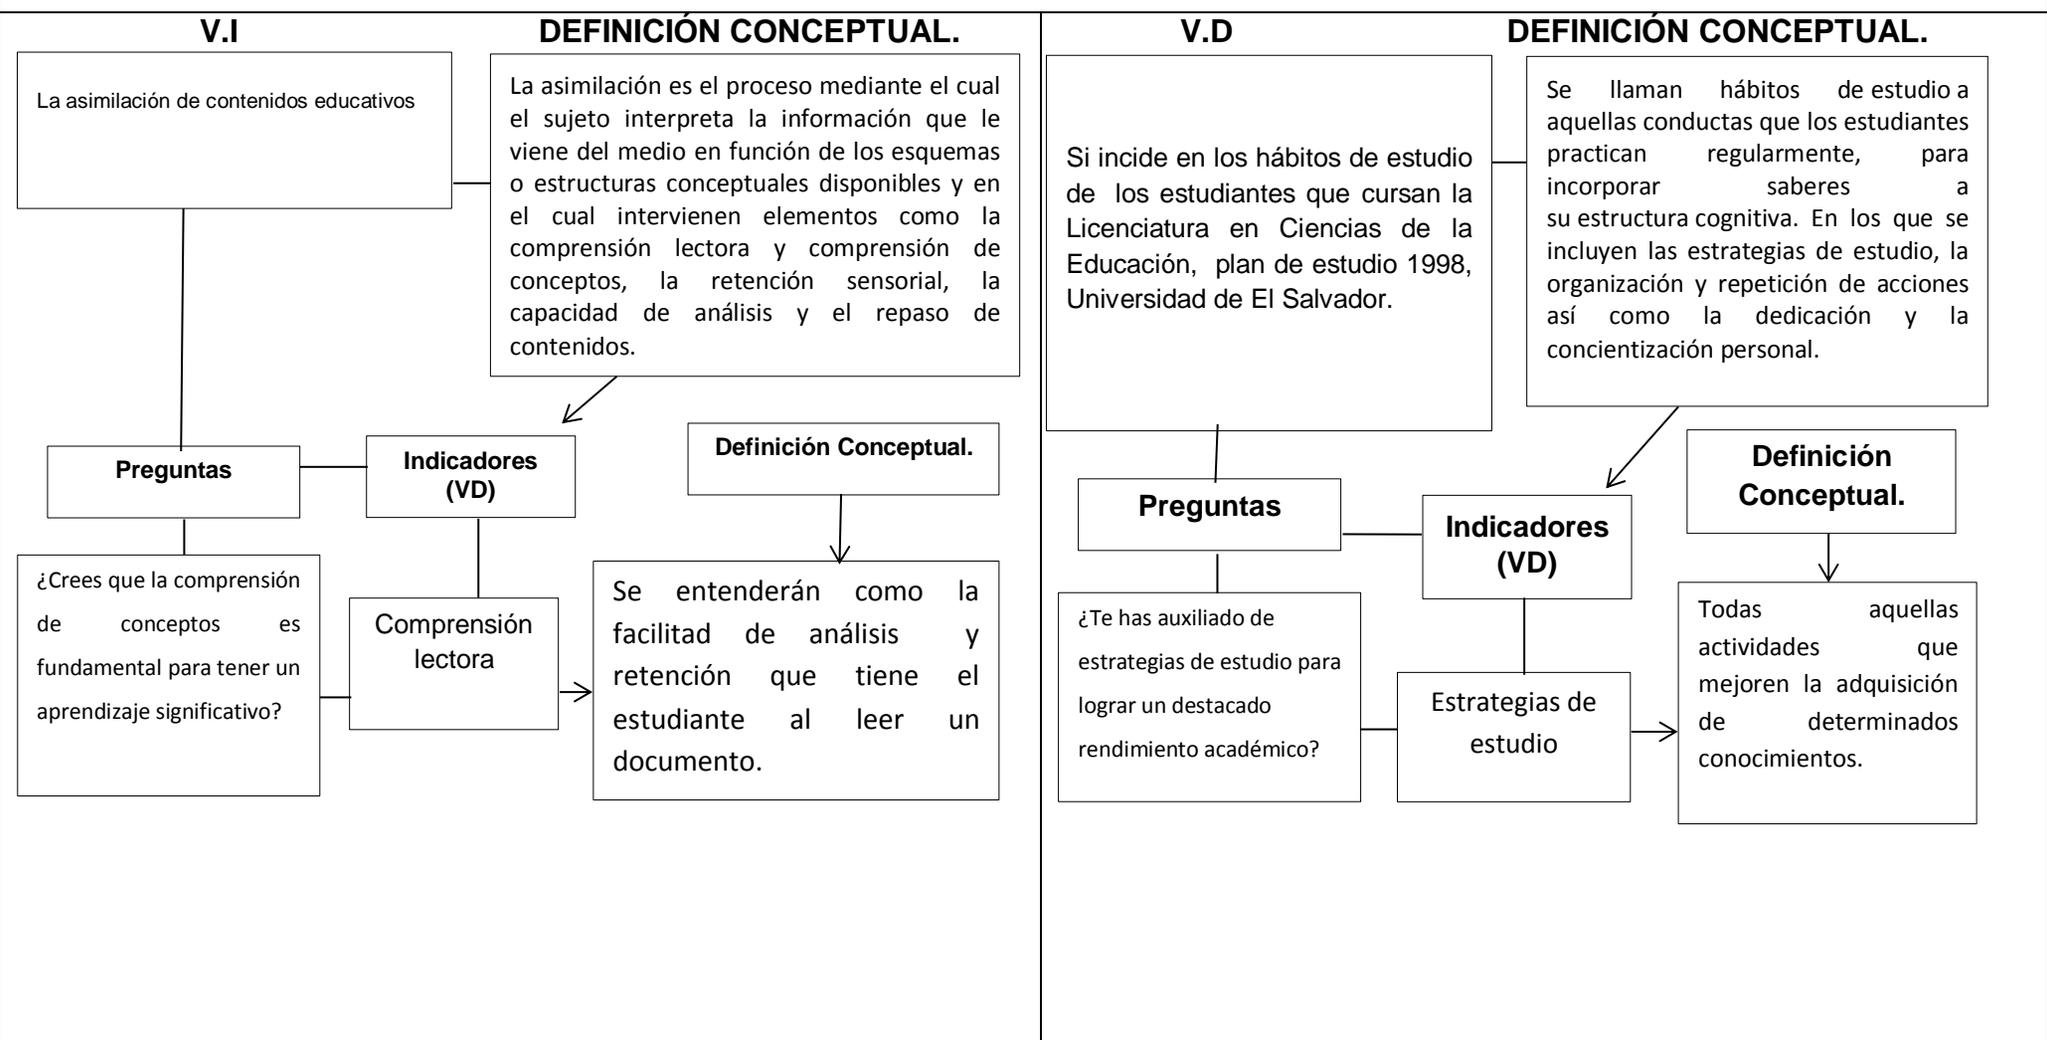 V.I
DEFINICIÓN CONCEPTUAL.
La asimilación de contenidos educativos
La asimilación es el proceso mediante el cual
el sujeto interpreta la información que le
viene del medio en función de los esquemas
o estructuras conceptuales disponibles y en
el cual intervienen elementos como la
comprensión lectora y comprensión de
conceptos, la retención sensorial, la
capacidad de análisis y el repaso de
contenidos.
Preguntas
Indicadores
(VD)
Definición Conceptual.
¿Crees que la comprensión
de conceptos es
fundamental para tener un
aprendizaje significativo?
Comprensión
lectora
Se entenderán como la
facilitad de análisis y
retención que tiene el
estudiante al leer un
documento.
V.D
DEFINICIÓN CONCEPTUAL.
Si incide en los hábitos de estudio
de los estudiantes que cursan la
Licenciatura en Ciencias de la
Educación, plan de estudio 1998,
Universidad de El Salvador.
Se llaman hábitos de estudio a
aquellas conductas que los estudiantes
practican regularmente, para
incorporar saberes a
su estructura cognitiva. En los que se
incluyen las estrategias de estudio, la
organización y repetición de acciones
así como la dedicación y la
concientización personal.
Preguntas
Indicadores
(VD)
Definición
Conceptual.
¿Te has auxiliado de
estrategias de estudio para
lograr un destacado
rendimiento académico?
Estrategias de
estudio
Todas aquellas
actividades que
mejoren la adquisición
de determinados
conocimientos.